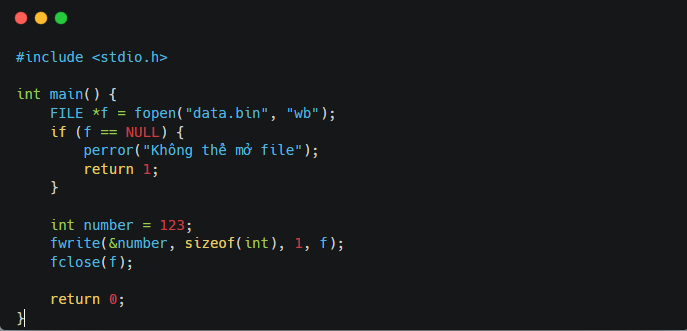 #include <stdio.h>
int main() {
    FILE *f = fopen("data.bin", "wb");
    if (f == NULL) {
        perror("Không thể mở file");
        return 1;
    }
    int number = 123;
    fwrite(&number, sizeof(int), 1, f);
    fclose(f);
    return 0;
}